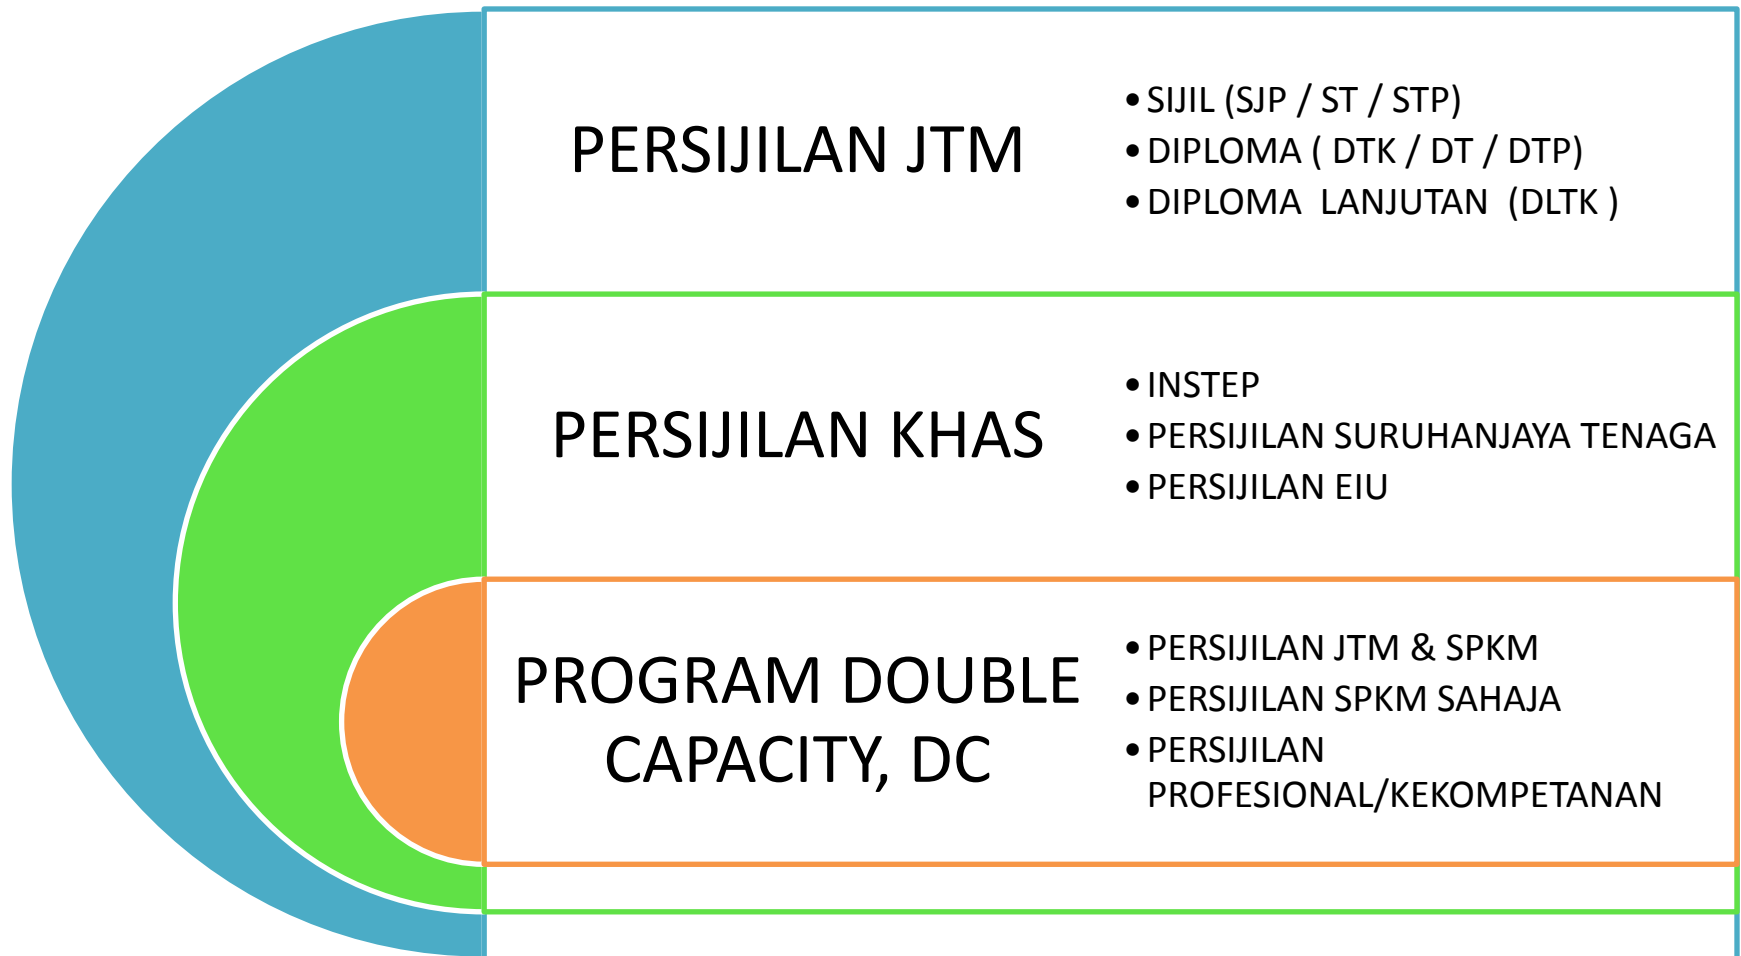 PERSIJILAN JTM
• SIJIL (SJP / ST / STP)
• DIPLOMA ( DTK / DT / DTP)
• DIPLOMA  LANJUTAN  (DLTK )
PERSIJILAN KHAS
• INSTEP
• PERSIJILAN SURUHANJAYA TENAGA
• PERSIJILAN EIU
PROGRAM DOUBLE
CAPACITY, DC
• PERSIJILAN JTM & SPKM
• PERSIJILAN SPKM SAHAJA
• PERSIJILAN
PROFESIONAL/KEKOMPETANAN